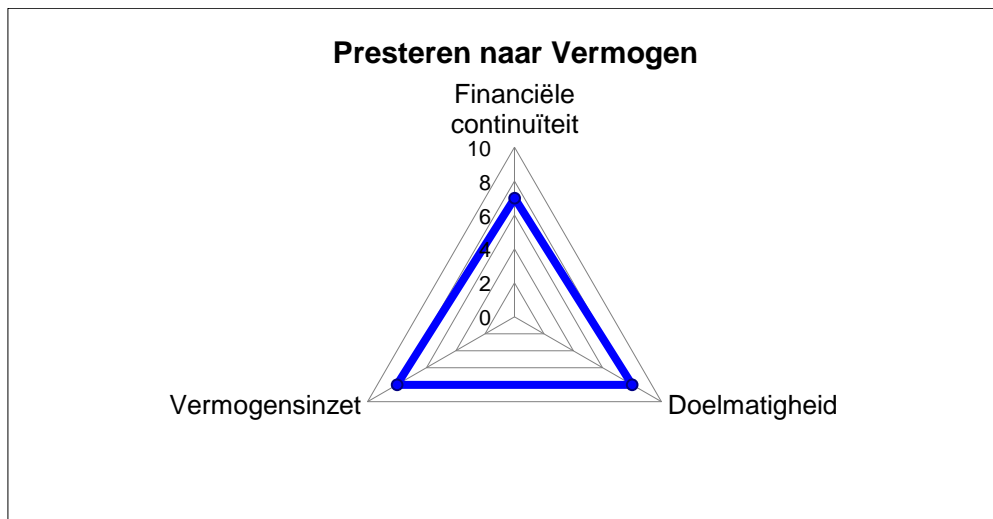 Presteren naar Vermogen
Financiële
continuïteit
10
8
6
4
2
0
Vermogensinzet
Doelmatigheid